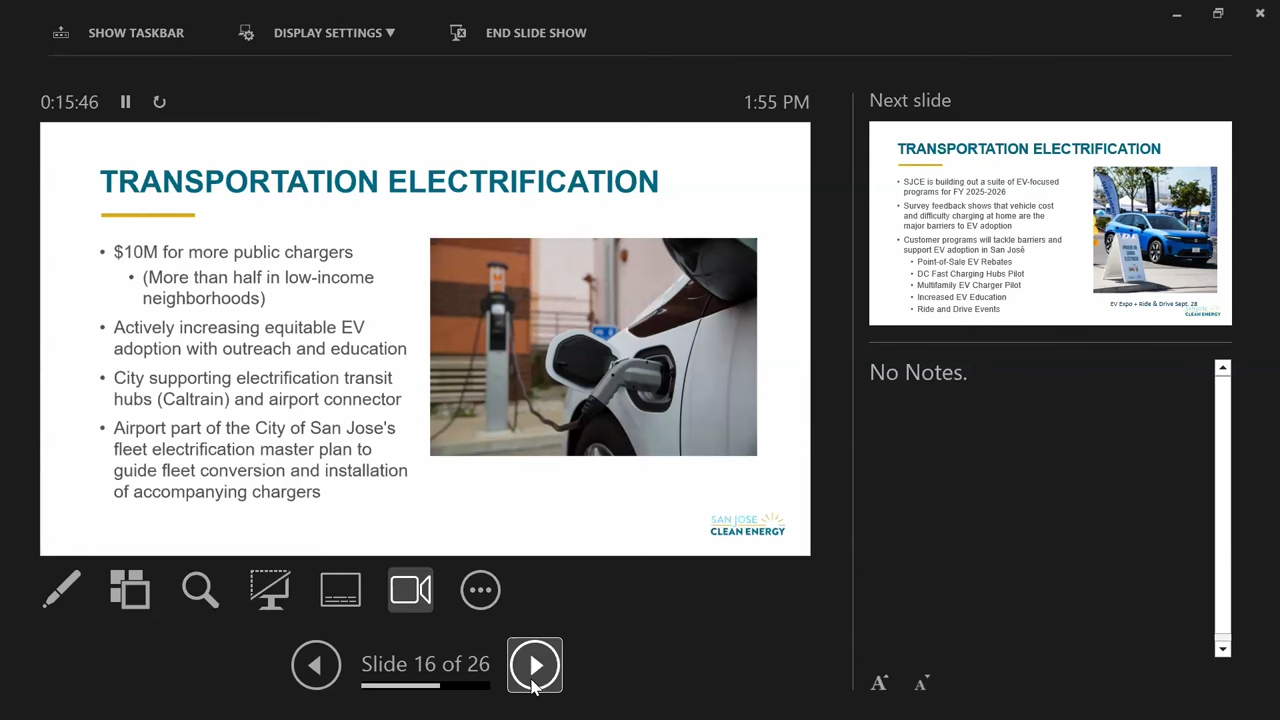 SHOW TASKBAR
DISPLAY SETTINGS ▼
END SLIDE SHOW
0:15:46
1:55 PM
TRANSPORTATION ELECTRIFICATION
• $10M for more public chargers
• (More than half in low-income
neighborhoods)
• Actively increasing equitable EV
adoption with outreach and education
• City supporting electrification transit
hubs (Caltrain) and airport connector
• Airport part of the City of San Jose's
fleet electrification master plan to
guide fleet conversion and installation
of accompanying chargers
SAN JOSE
CLEAN ENERGY
Slide 16 of 26
Next slide
TRANSPORTATION ELECTRIFICATION
• SJCE is building out a suite of EV-focused
programs for FY 2025-2026
• Survey feedback shows that vehicle cost
and difficulty charging at home are the
major barriers to EV adoption
• Customer programs will tackle barriers and
support EV adoption in San José
• Point-of-Sale EV Rebates
• DC Fast Charging Hubs Pilot
• Multifamily EV Charger Pilot
• Increased EV Education
• Ride and Drive Events
EV Expo + Ride & Drive Sept. 28
SAN JOSE
CLEAN ENERGY
No Notes.
A A